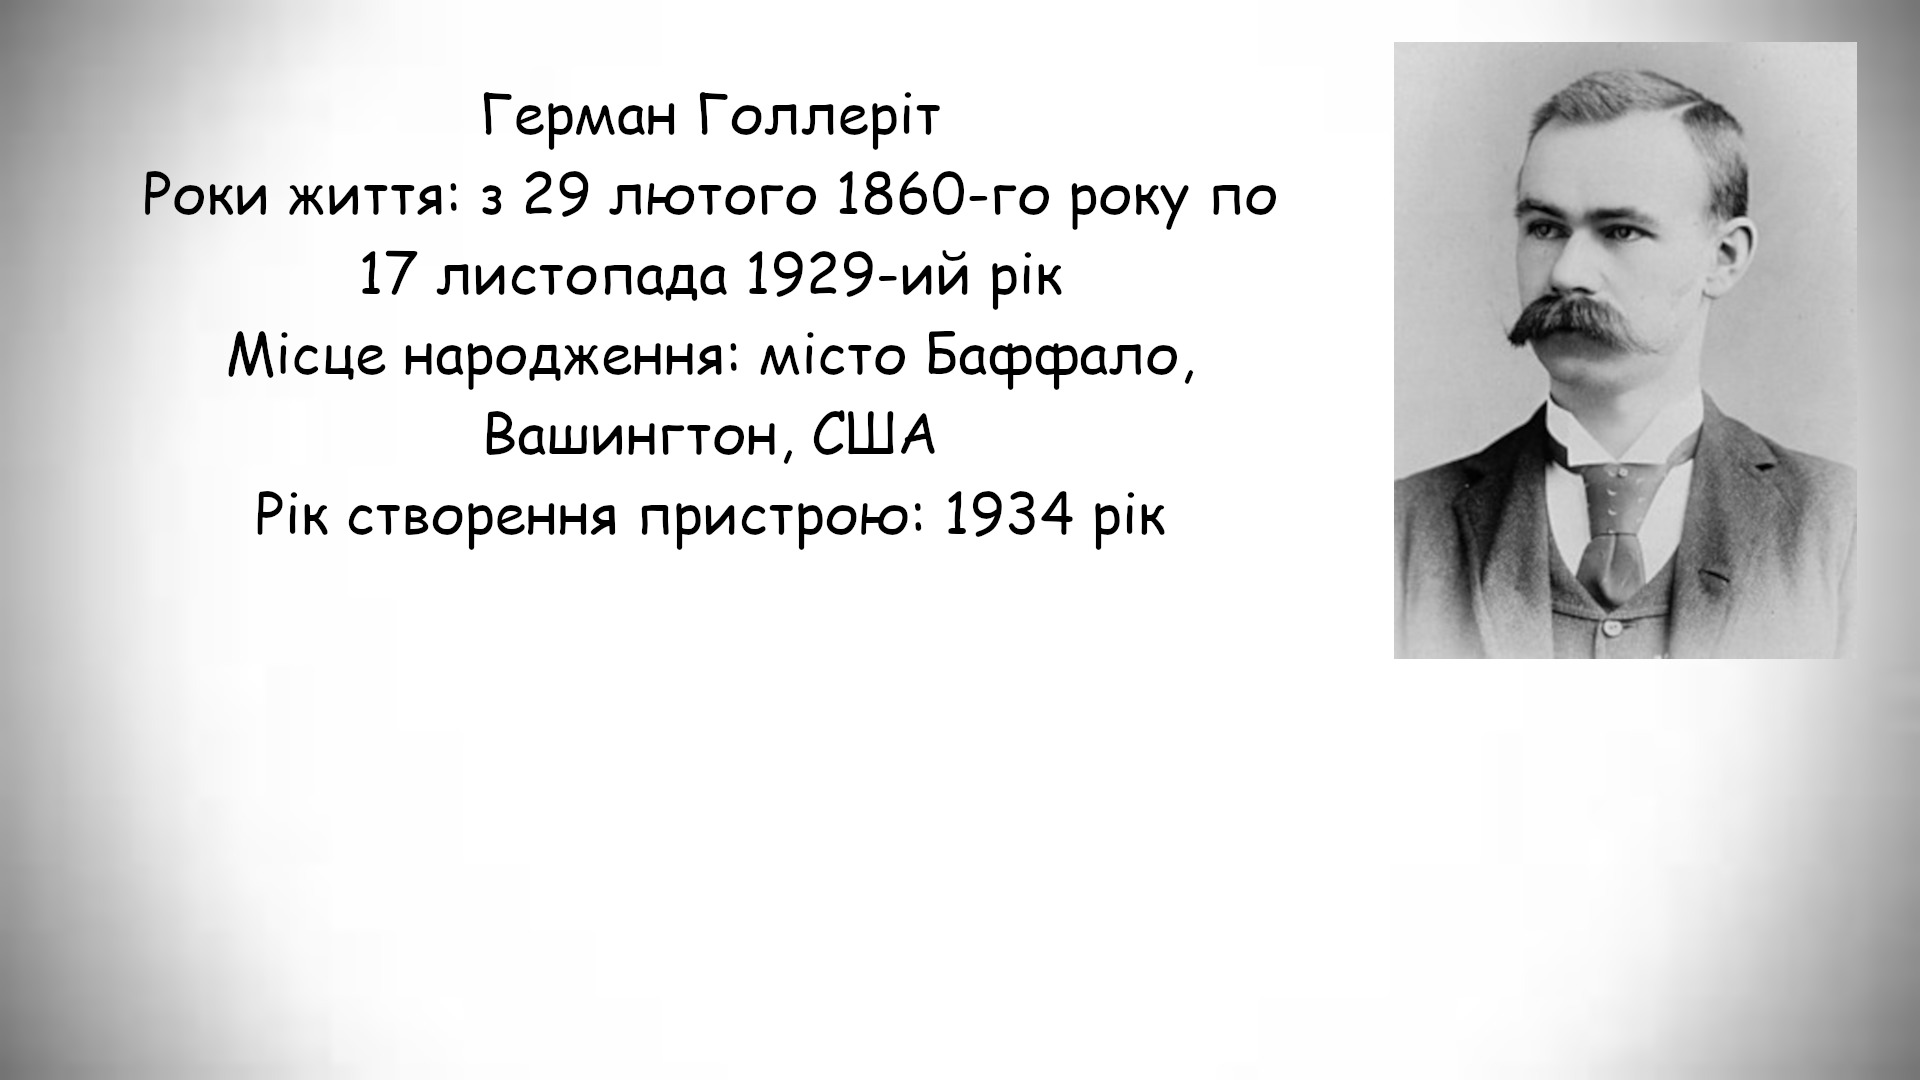 Герман Голлеріт
Роки життя: з 29 лютого 1860-го року по
17 листопада 1929-ий рік
Місце народження: місто Баффало,
Вашингтон, США
Рік створення пристрою: 1934 рік